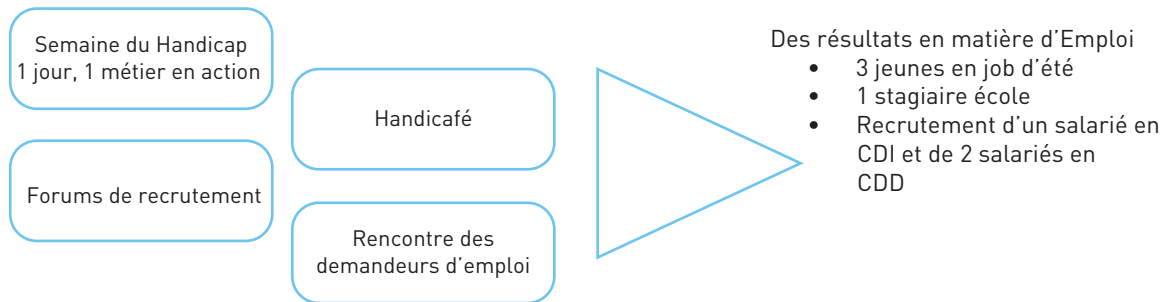 Semaine du Handicap
1 jour, 1 métier en action
Forums de recrutement
Handicafé
Rencontre des
demandeurs d’emploi
Des résultats en matière d’Emploi
• 3 jeunes en job d’été
• 1 stagiaire école
• Recrutement d’un salarié en
CDI et de 2 salariés en
CDD